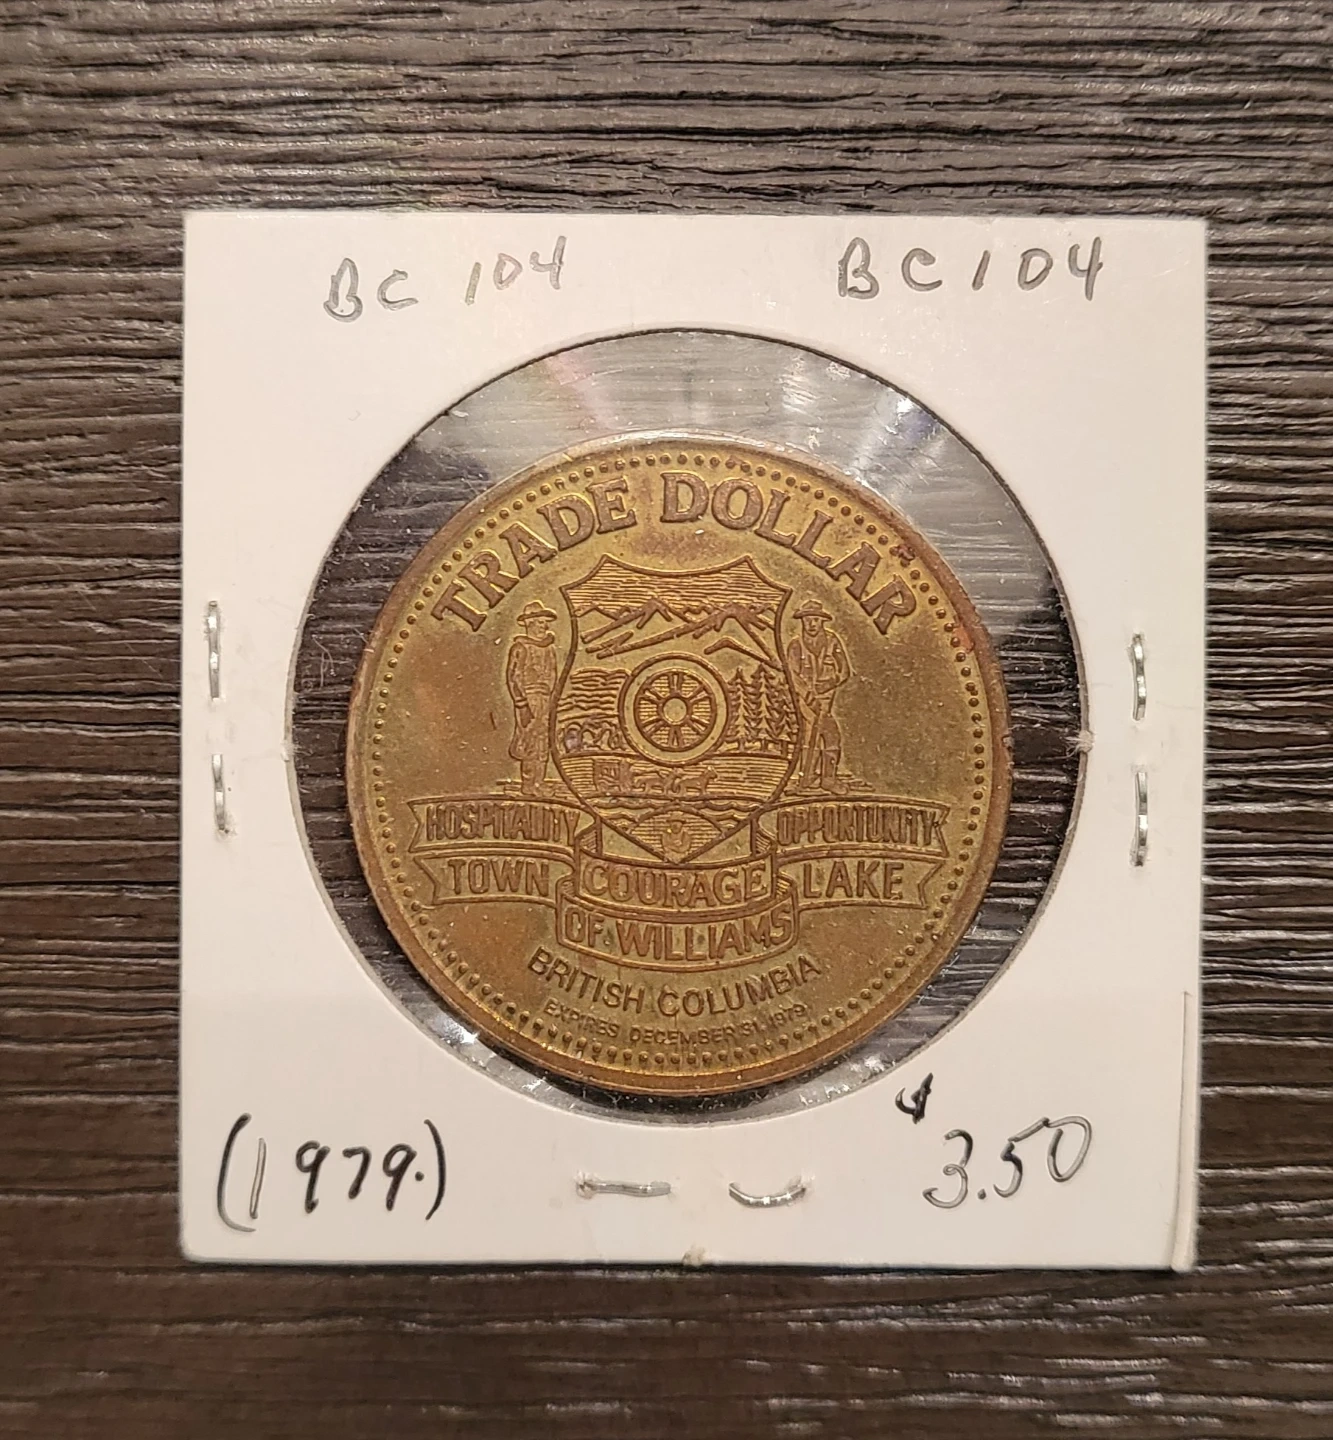 BC 104 BC 104
TRADE DOLLAR
HOSPITALITY OPPORTUNITY
TOWN COURAGE LAKE
OF WILLIAMS
BRITISH COLUMBIA
EXPIRES DECEMBER 31, 1979
(1979.) $3.50